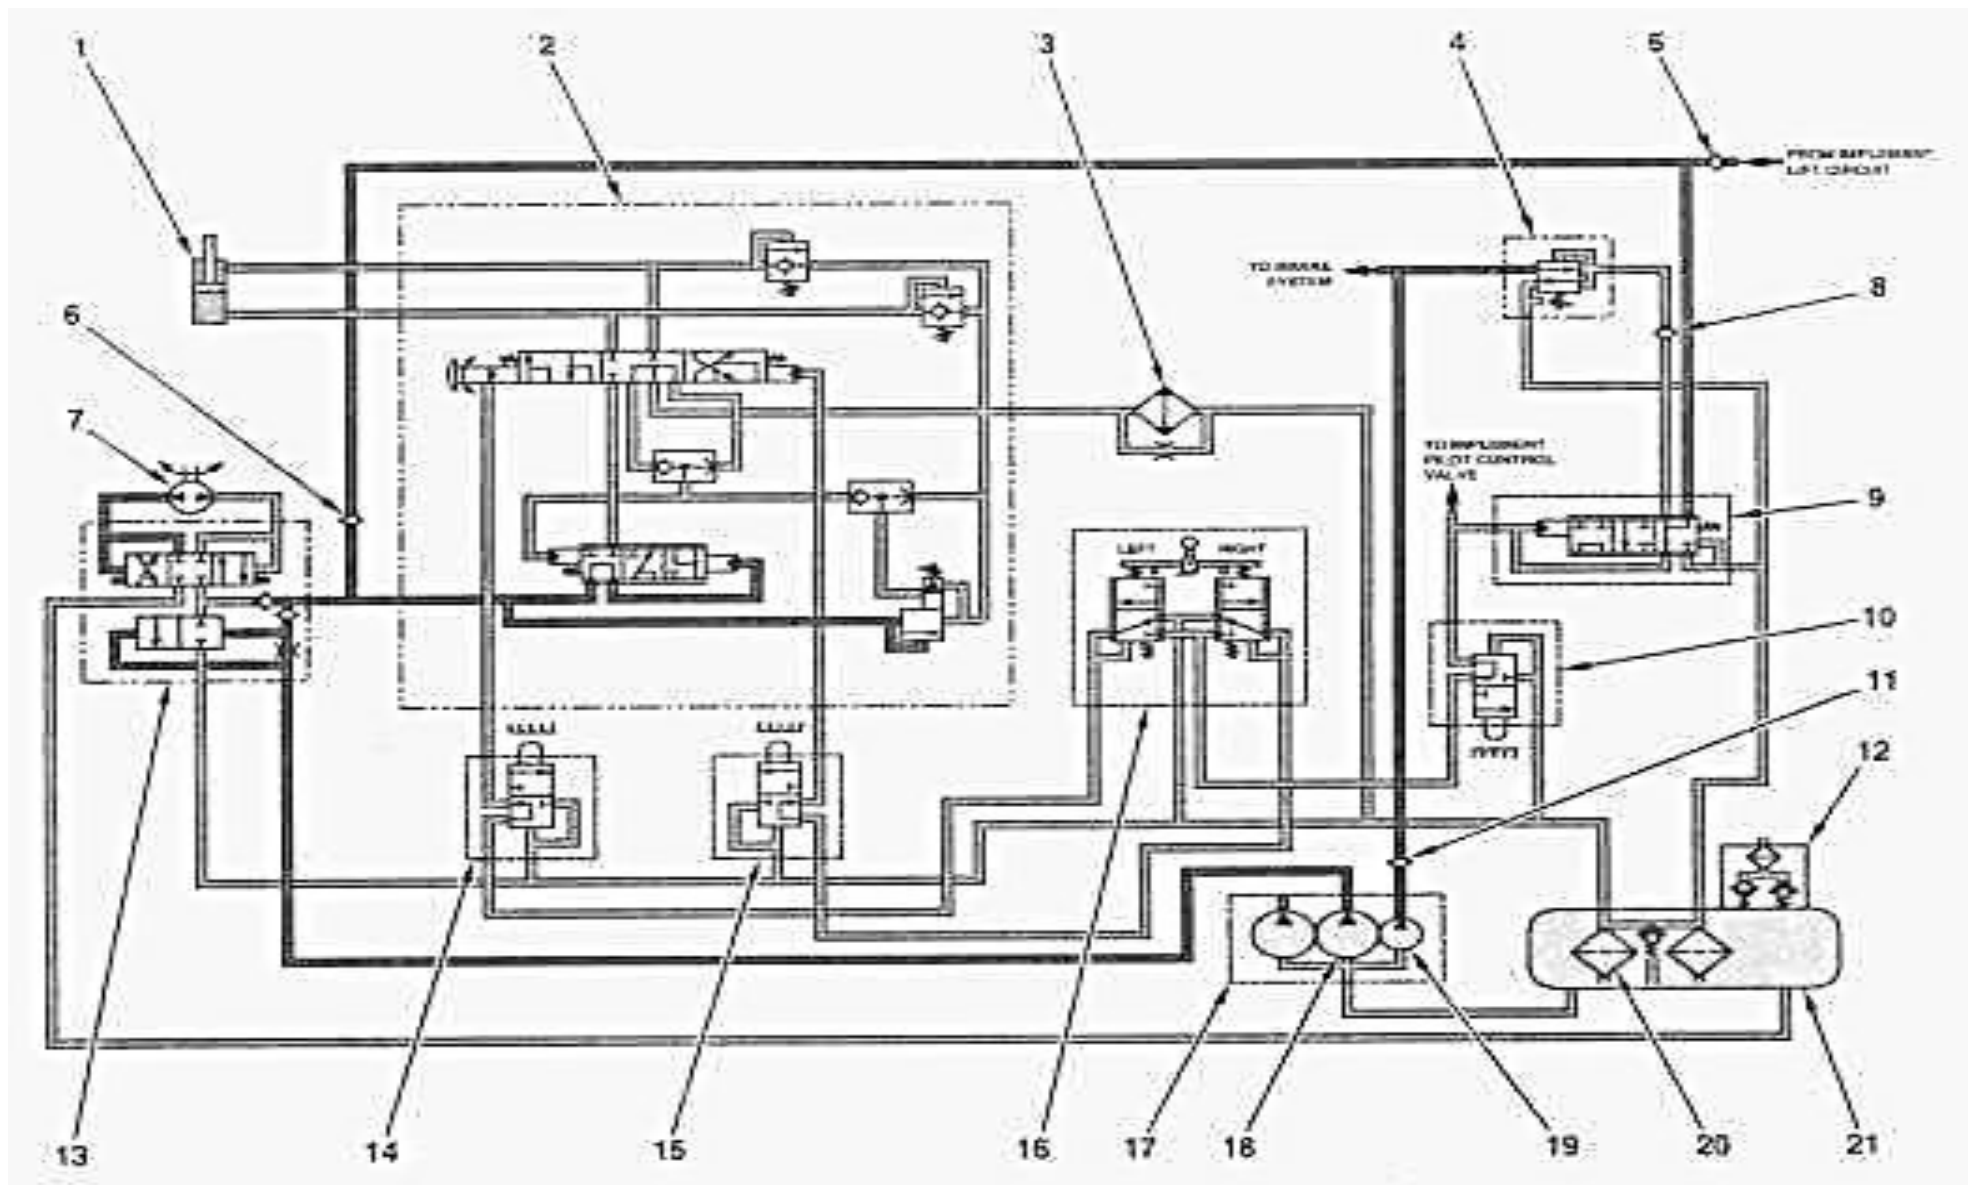 1
2
3
4
6
FROM IMPLEMENT
LIFT CIRCUIT
TO BRAKE
SYSTEM
8
6
7
TO IMPLEMENT
PILOT CONTROL
VALVE
9
LEFT
RIGHT
10
11
12
13
14
15
16
17
18
19
20
21